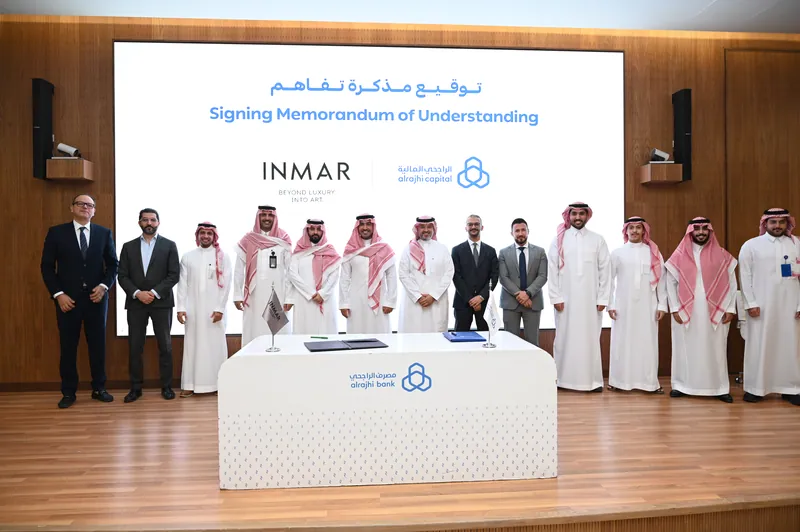 توقيع مذكرة تفاهم
Signing Memorandum of Understanding
INMAR
BEYOND LUXURY
INTO ART
الراجحي المالية
alrajhi capital
INMAR
مصرف الراجحي
alrajhi bank